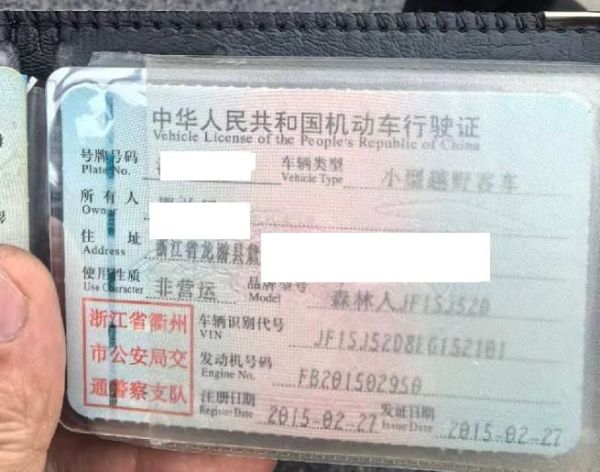 中华人民共和国机动车行驶证
Vehicle License of the People's Republic of China
号牌号码 车辆类型 小型越野客车
Plate No. Vehicle Type
所有人
Owner
住址 浙江省龙游县詹
Address
使用性质 非营运 品牌型号 森林人JF1SJ52D
Use Character Model
浙江省衢州
市公安局交
通警察支队
车辆识别代号 JF1SJ52D8EG152101
VIN
发动机号码 FB201502950
Engine No.
注册日期 2015-02-27 发证日期 2015-02-27
Register Date Issue Date